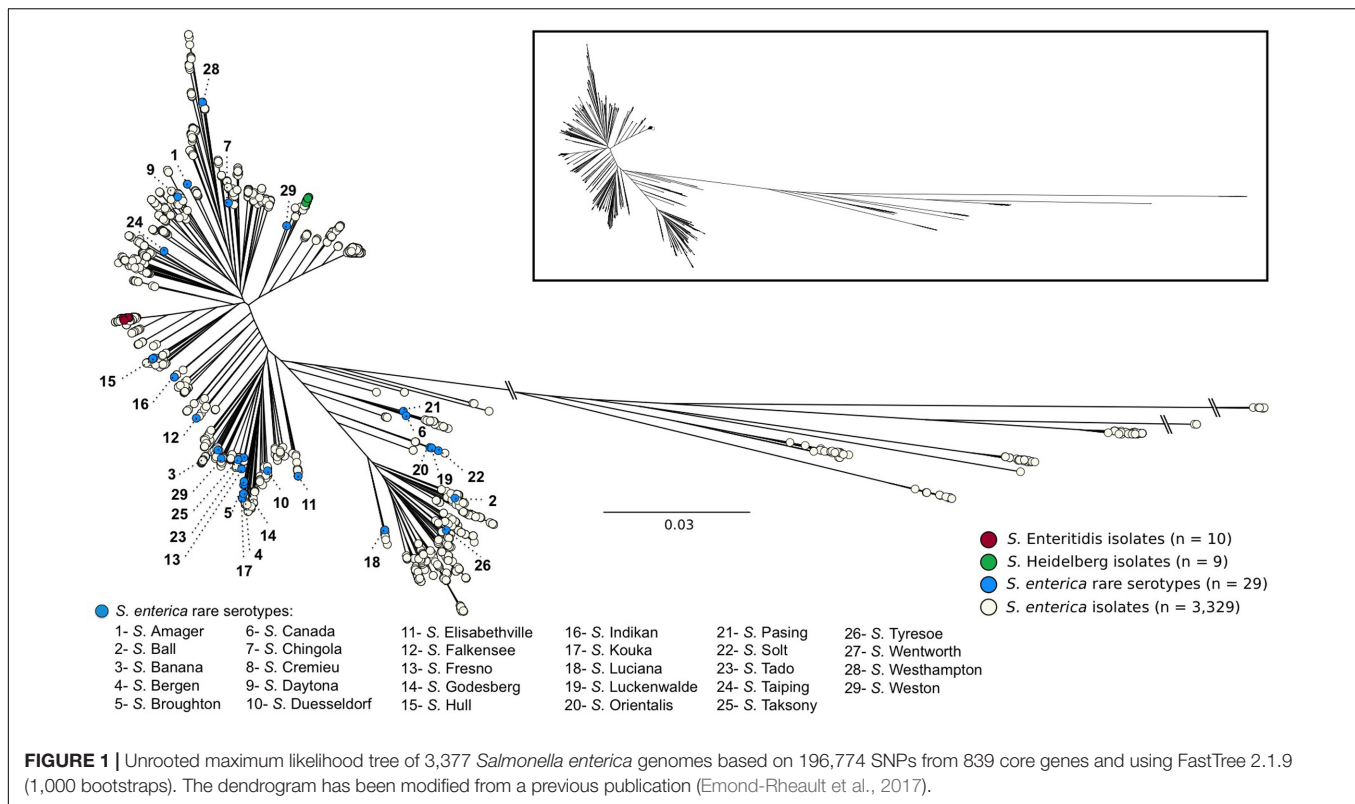 28
7
1
9
29
24
15
16
12
3
29
25
23
13
5
17
4
14
10
11
21
6
20
19
22
2
18
26
0.03
S. Enteritidis isolates (n = 10)
S. Heidelberg isolates (n = 9)
S. enterica rare serotypes (n = 29)
S. enterica isolates (n = 3,329)
S. enterica rare serotypes:
1- S. Amager
2- S. Ball
3- S. Banana
4- S. Bergen
5- S. Broughton
6- S. Canada
7- S. Chingola
8- S. Cremieu
9- S. Daytona
10- S. Duesseldorf
11- S. Elisabethville
12- S. Falkensee
13- S. Fresno
14- S. Godesberg
15- S. Hull
16- S. Indikan
17- S. Kouka
18- S. Luciana
19- S. Luckenwalde
20- S. Orientalis
21- S. Pasing
22- S. Solt
23- S. Tado
24- S. Taiping
25- S. Taksony
26- S. Tyresoe
27- S. Wentworth
28- S. Westhampton
29- S. Weston
FIGURE 1 | Unrooted maximum likelihood tree of 3,377 Salmonella enterica genomes based on 196,774 SNPs from 839 core genes and using FastTree 2.1.9
(1,000 bootstraps). The dendrogram has been modified from a previous publication (Emond-Rheault et al., 2017).